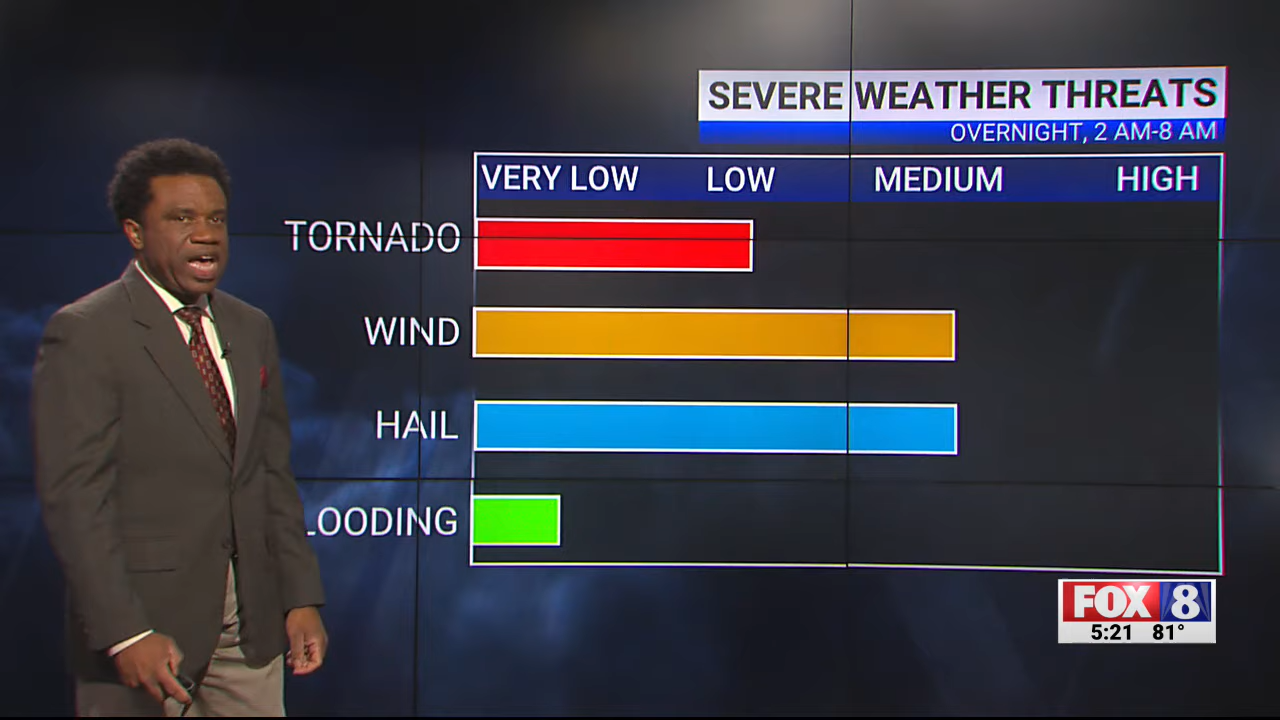 SEVERE WEATHER THREATS
OVERNIGHT, 2 AM-8 AM
VERY LOW LOW MEDIUM HIGH
TORNADO
WIND
HAIL
LOODING
FOX 8
5:21 81°